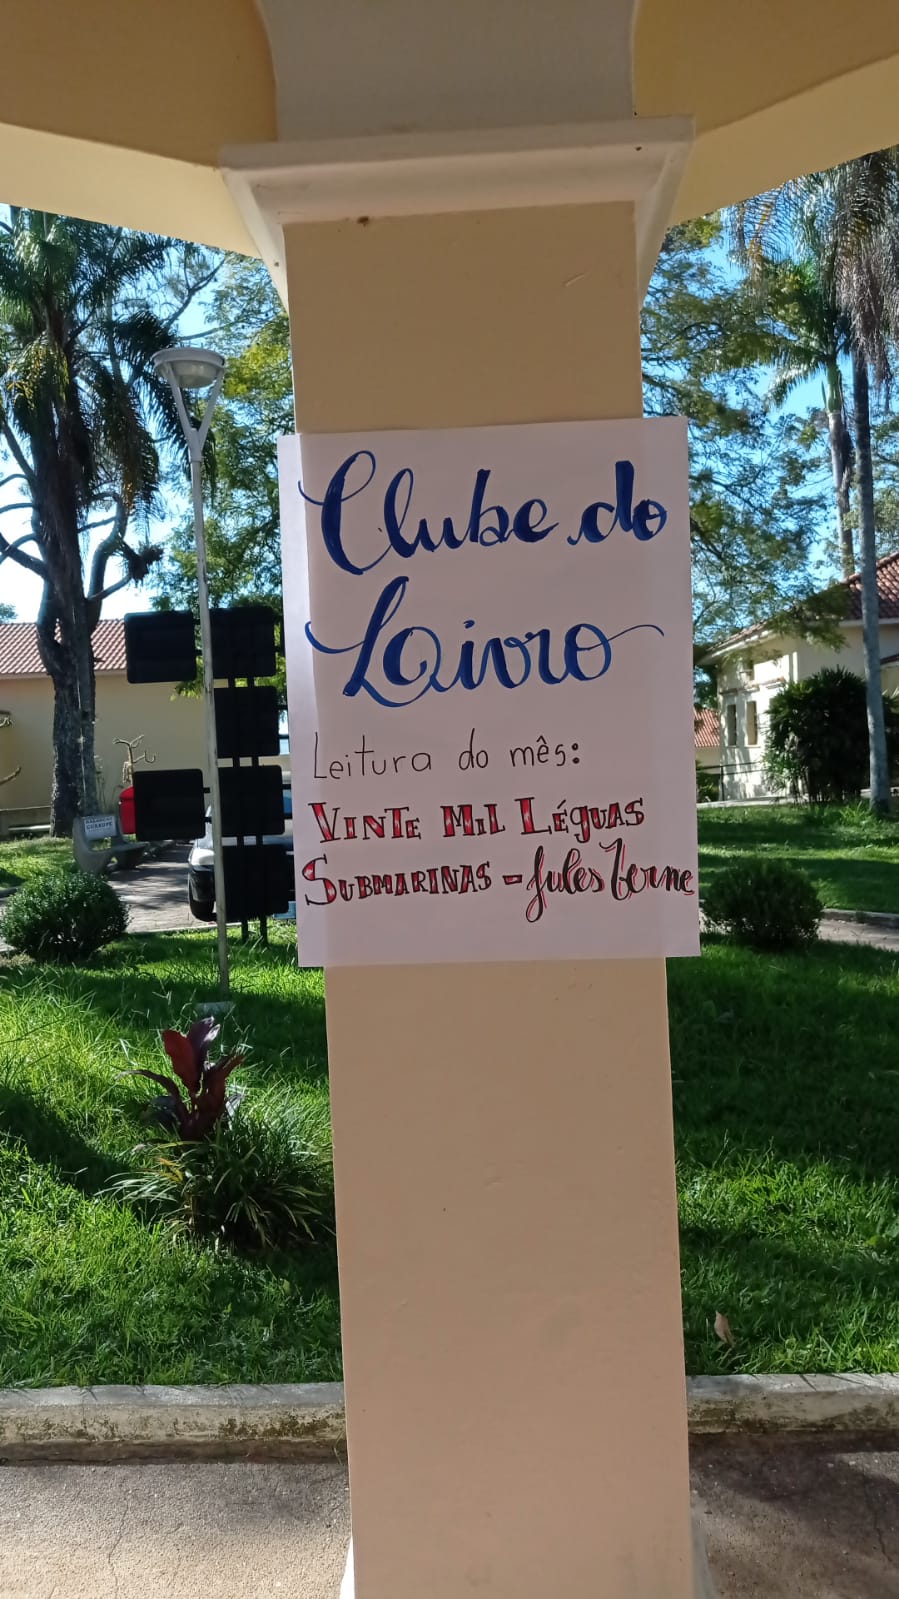 Clube do
Livro
Leitura do mês:
VINTE MIL LÉGUAS
SUBMARINAS - Jules Verne